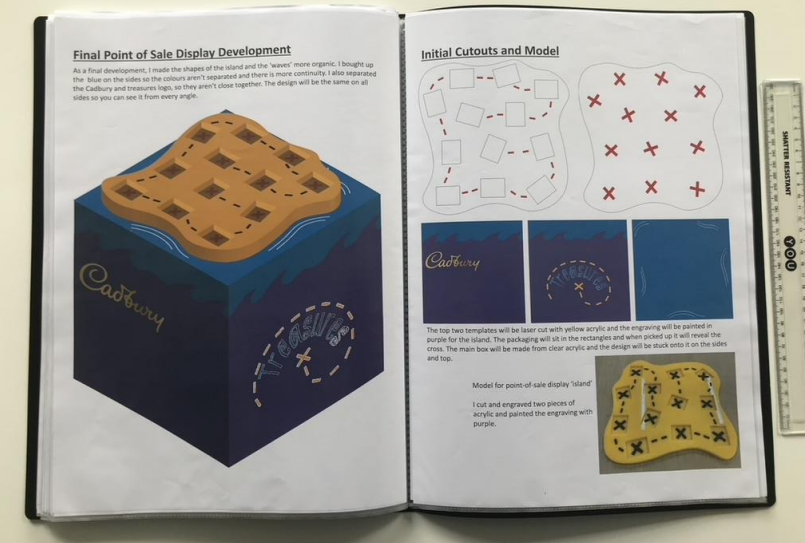 Final Point of Sale Display Development
As a final development, I made the shapes of the island and the 'waves' more organic. I bought up
the blue on the sides so the colours aren't separated and there is more continuity. I also separated
the Cadbury and treasures logo, so they aren't close together. The design will be the same on all
sides so you can see it from every angle.
Cadbury
Treasures
Initial Cutouts and Model
Cadbury
Treasures
The top two templates will be laser cut with yellow acrylic and the engraving will be painted in
purple for the island. The packaging will sit in the rectangles and when picked up it will reveal the
cross. The main box will be made from clear acrylic and the design will be stuck onto it on the sides
and top.
Model for point-of-sale display 'island'
I cut and engraved two pieces of
acrylic and painted the engraving with
purple.
SHATTER RESISTANT
YOU